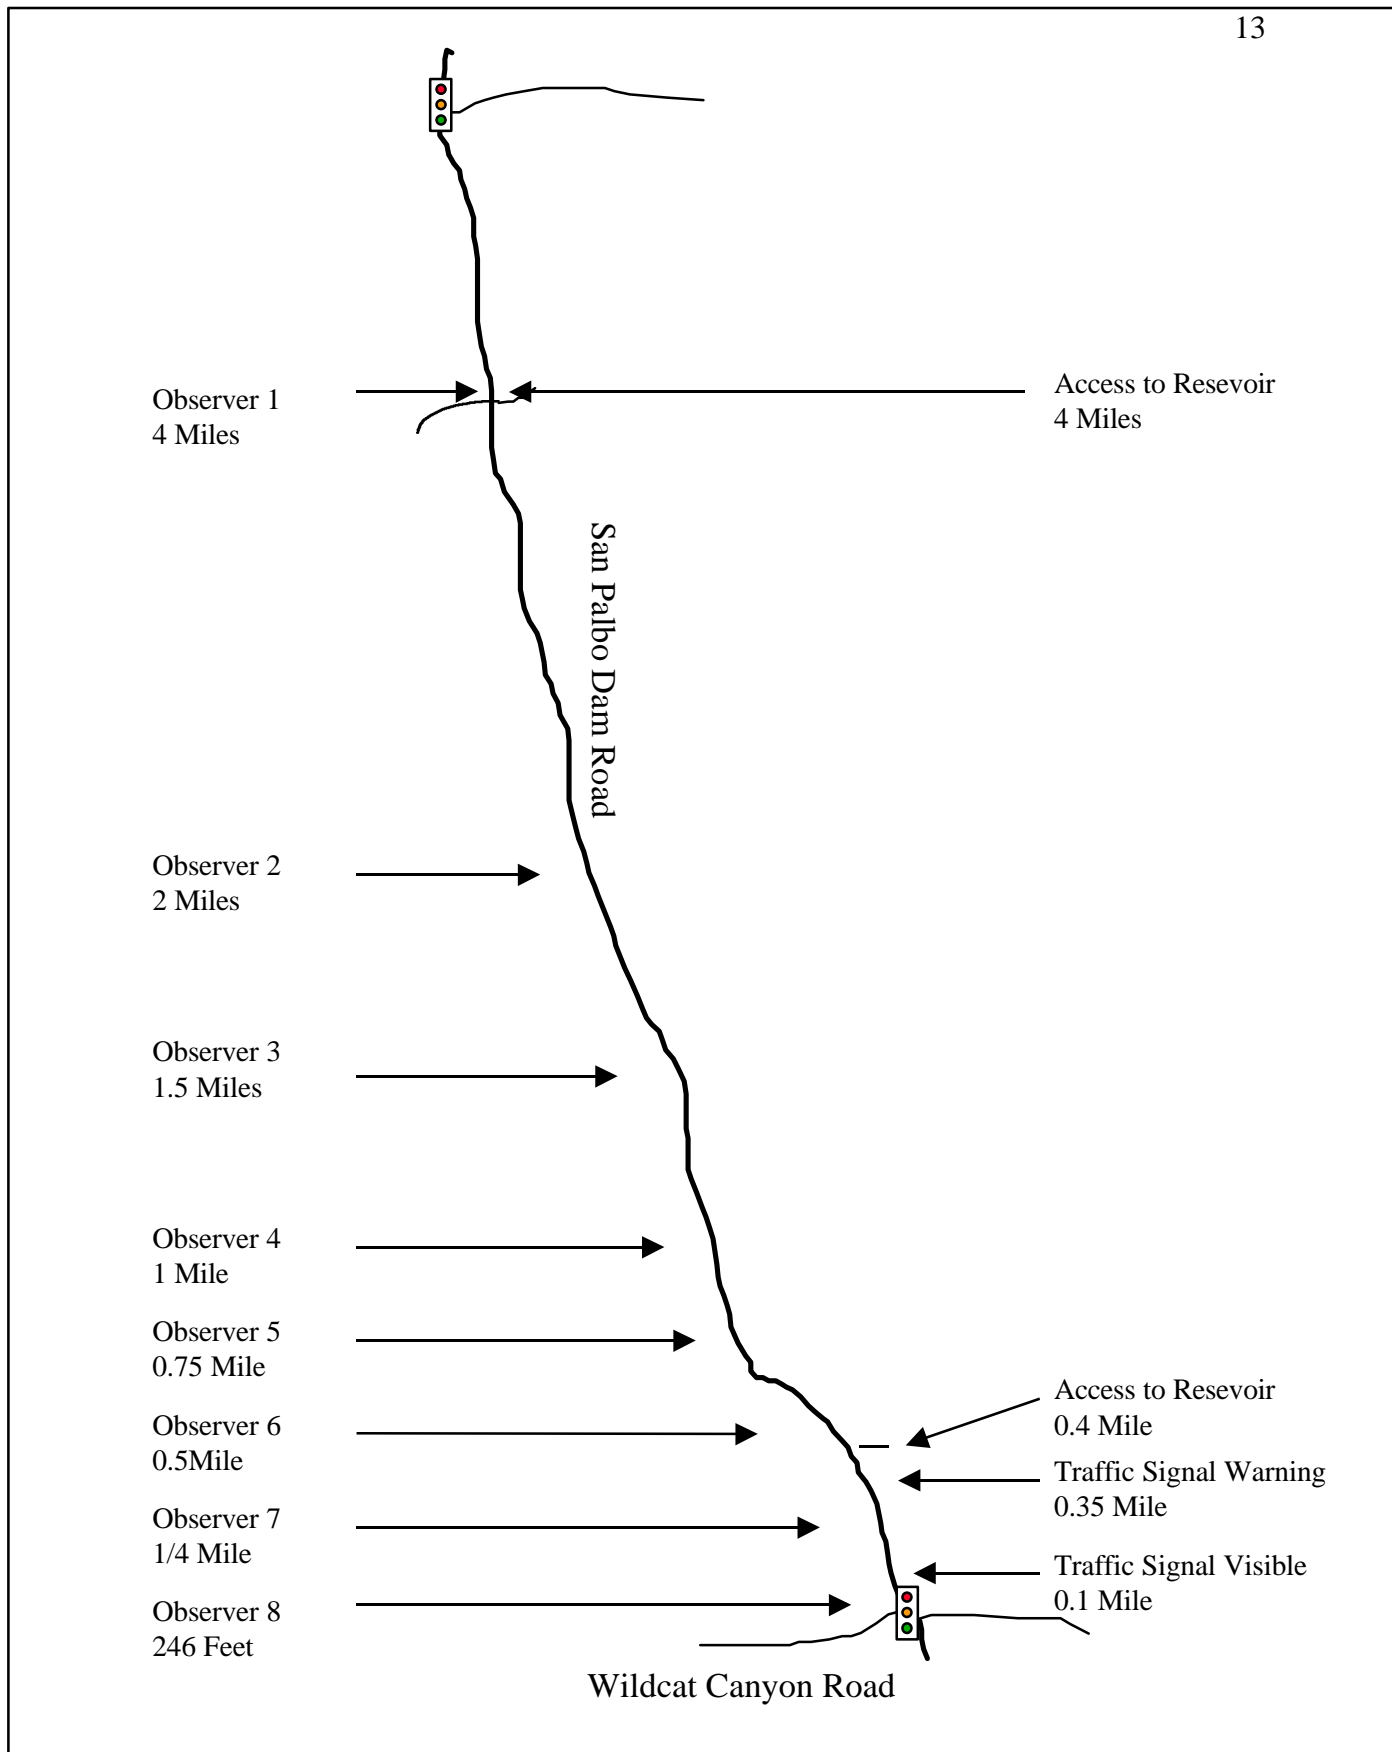 13
Observer 1
4 Miles
Access to Resevoir
4 Miles
San Palbo Dam Road
Observer 2
2 Miles
Observer 3
1.5 Miles
Observer 4
1 Mile
Observer 5
0.75 Mile
Access to Resevoir
0.4 Mile
Observer 6
0.5Mile
Traffic Signal Warning
0.35 Mile
Observer 7
1/4 Mile
Traffic Signal Visible
0.1 Mile
Observer 8
246 Feet
Wildcat Canyon Road